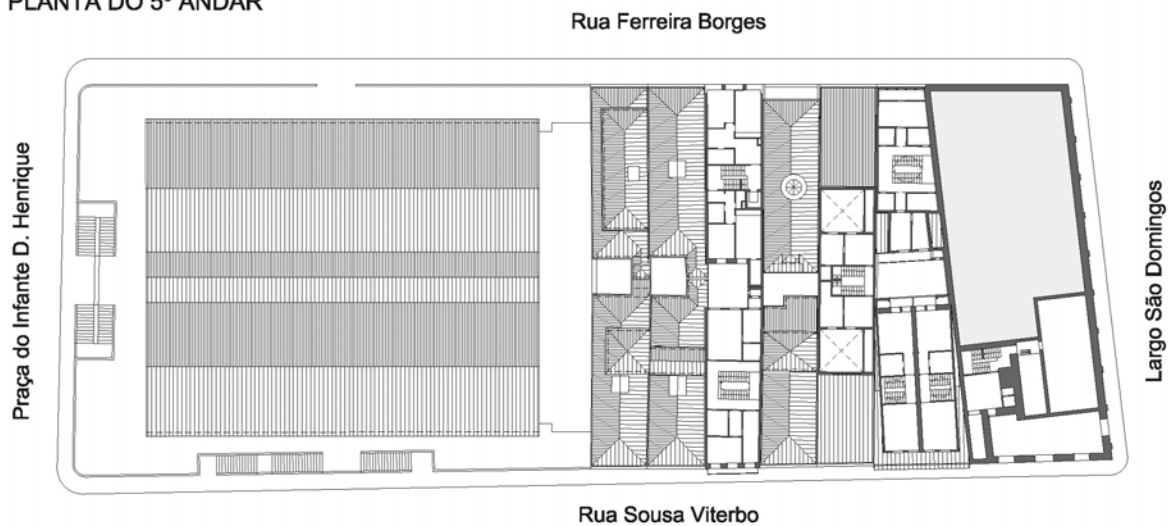 PLANTA DO 5º ANDAR
Rua Ferreira Borges
Praça do Infante D. Henrique
Largo São Domingos
Rua Sousa Viterbo